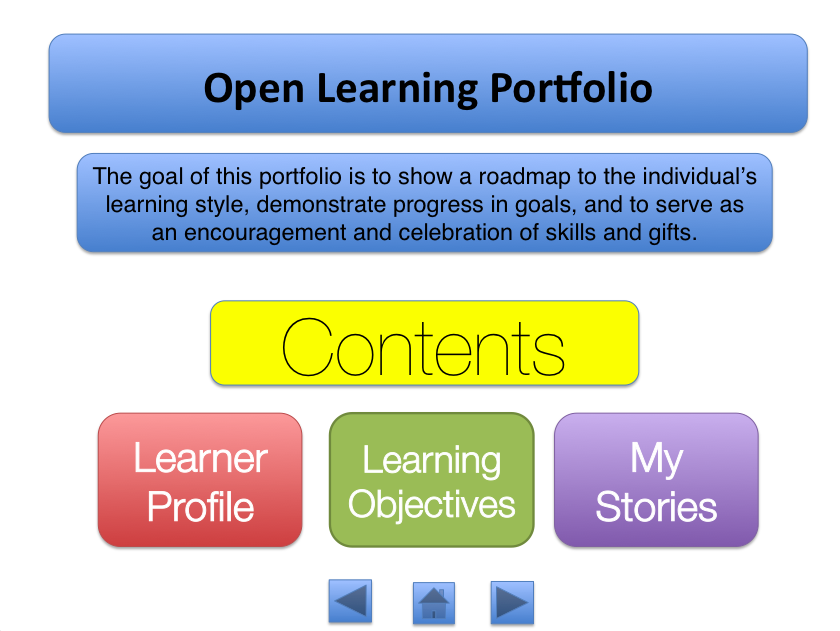 Open Learning Portfolio
The goal of this portfolio is to show a roadmap to the individual’s
learning style, demonstrate progress in goals, and to serve as
an encouragement and celebration of skills and gifts.
Contents
Learner
Profile
Learning
Objectives
My
Stories